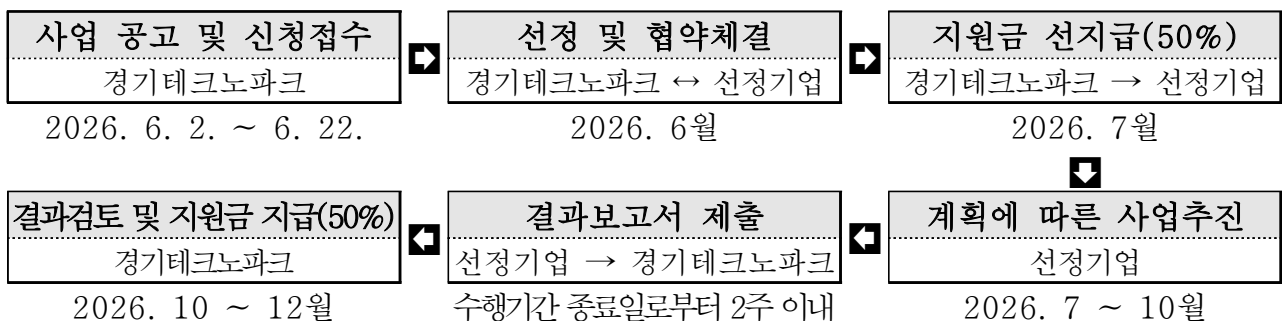 사업 공고 및 신청접수
경기테크노파크
2026. 6. 2. ~ 6. 22.
선정 및 협약체결
경기테크노파크 ↔ 선정기업
2026. 6월
지원금 선지급(50%)
경기테크노파크 → 선정기업
2026. 7월
계획에 따른 사업추진
선정기업
2026. 7 ~ 10월
결과보고서 제출
선정기업 → 경기테크노파크
수행기간 종료일로부터 2주 이내
결과검토 및 지원금 지급(50%)
경기테크노파크
2026. 10 ~ 12월